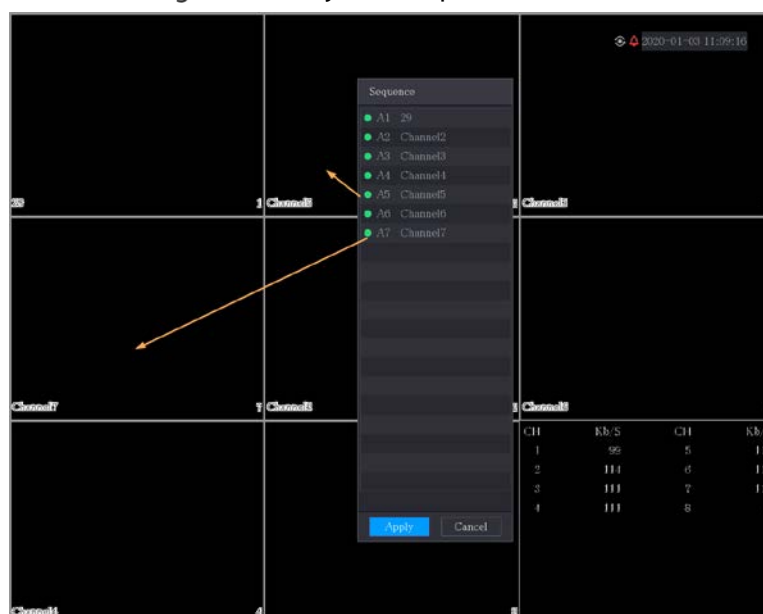 2020-01-03 11:09:16
Sequence
A1 29
A2 Channel2
A3 Channel3
A4 Channel4
A5 Channel5
A6 Channel6
A7 Channel7
29 1 Channel5
Channel7 7
CH Kb/S CH
1 99 5
2 114 6
3 111 7
4 111 8
Apply Cancel
Channel4 4